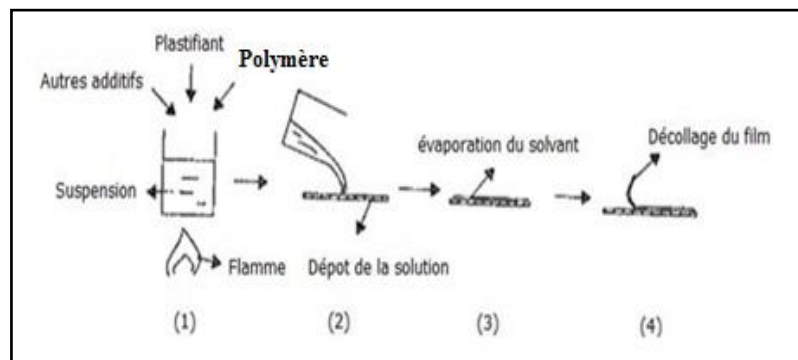 Plastifiant
Autres additifs
Polymère
évaporation du solvant
Décollage du film
Suspension
Flamme
Dépot de la solution
(1)
(2)
(3)
(4)